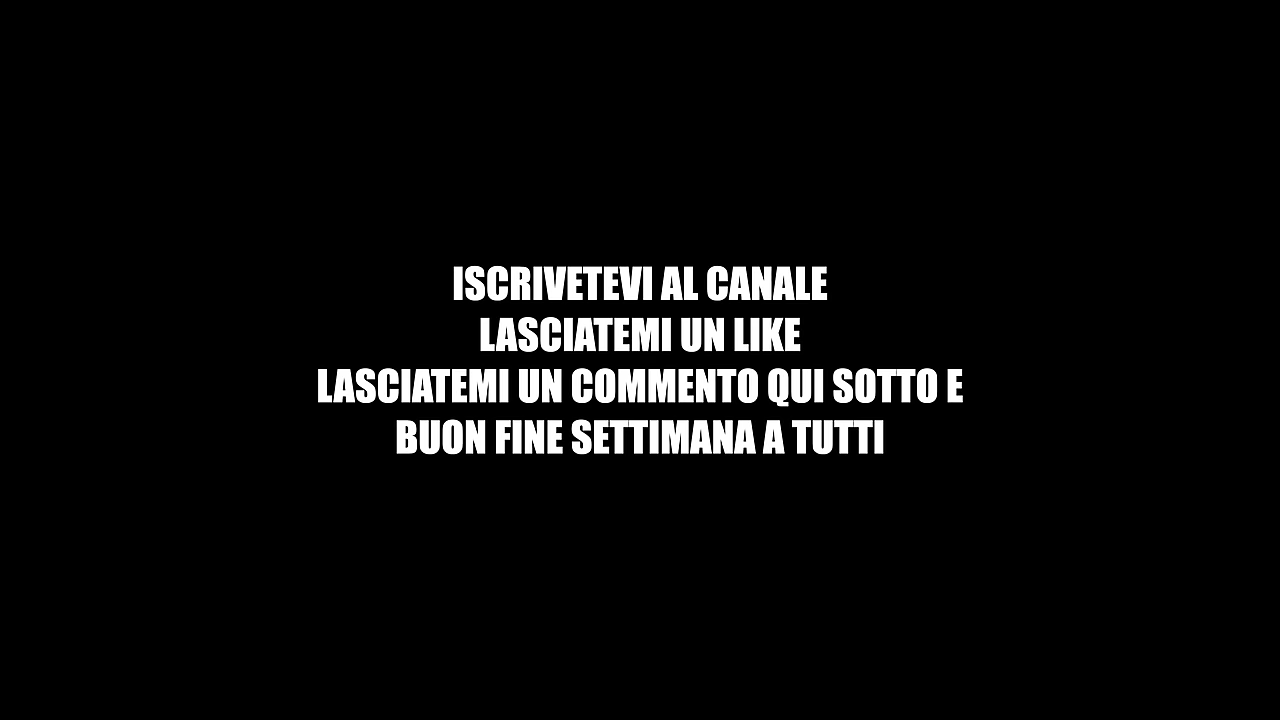 ISCRIVETEVI AL CANALE
LASCIATEMI UN LIKE
LASCIATEMI UN COMMENTO QUI SOTTO E
BUON FINE SETTIMANA A TUTTI